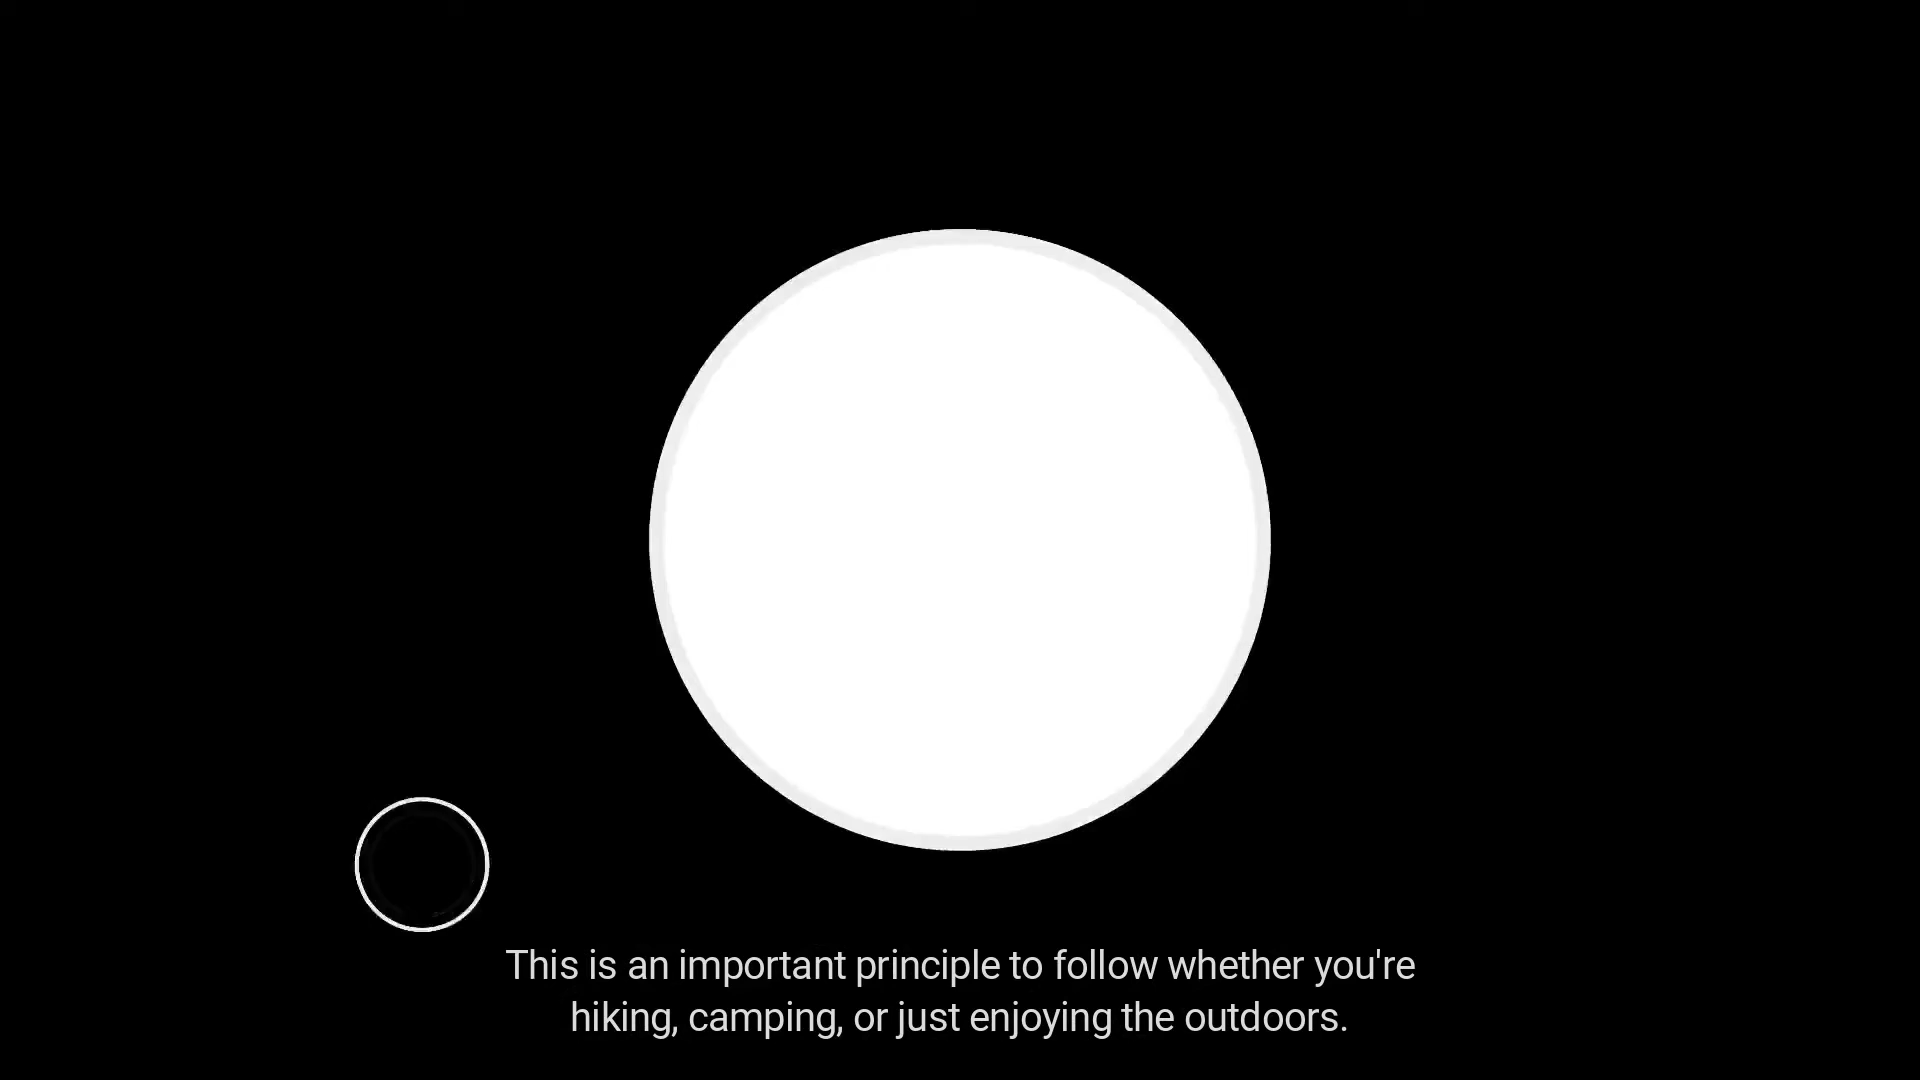 This is an important principle to follow whether you're
hiking, camping, or just enjoying the outdoors.